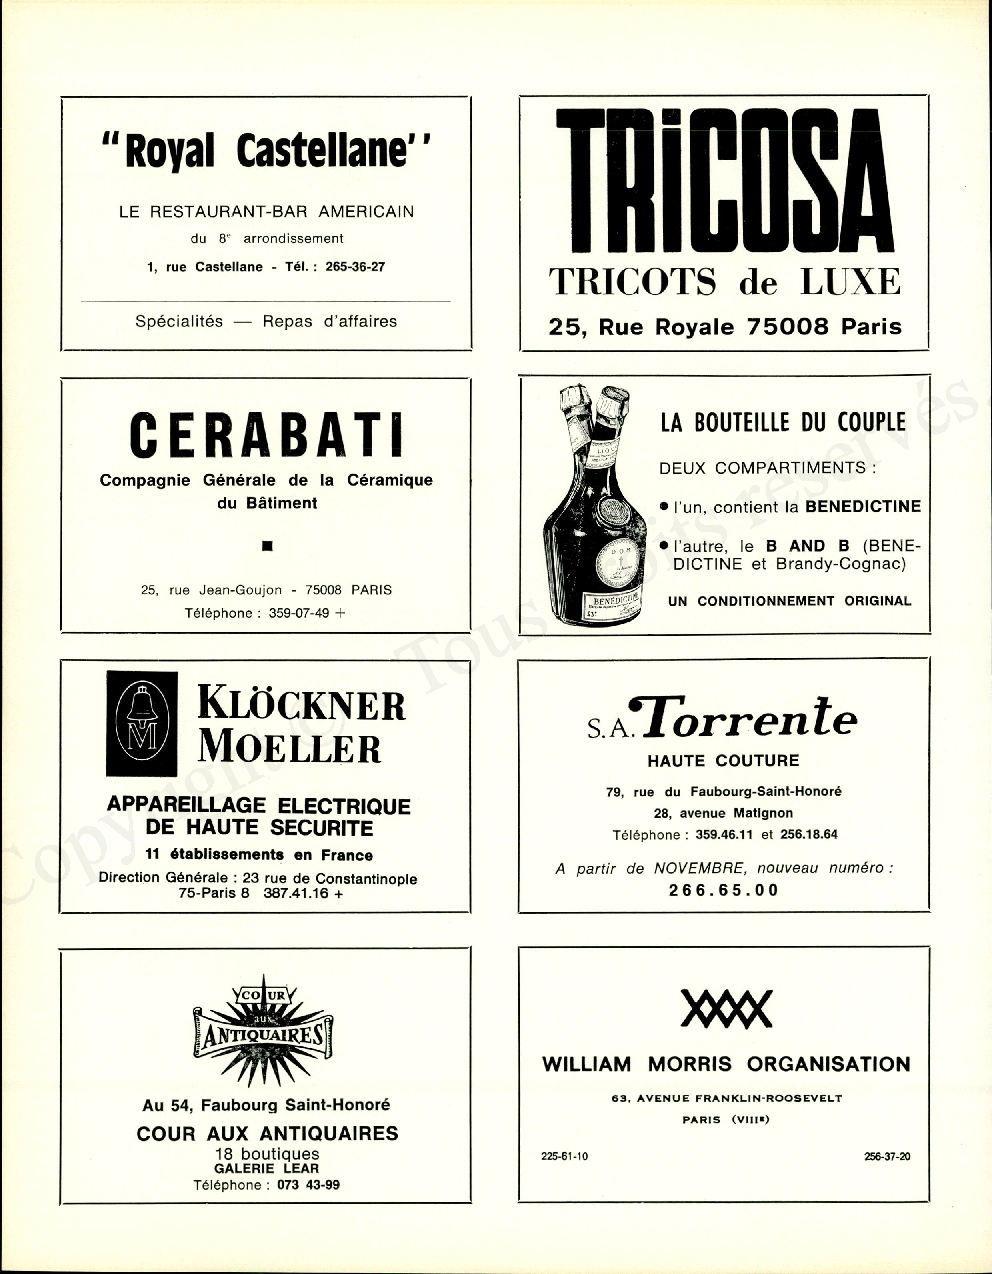 "Royal Castellane''
LE RESTAURANT-BAR AMERICAIN
du 8e arrondissement
1, rue Castellane - Tél. : 265-36-27
Spécialités — Repas d'affaires
TRiCOSA
TRICOTS de LUXE
25, Rue Royale 75008 Paris
CERABATI
Compagnie Générale de la Céramique
du Bâtiment
25, rue Jean-Goujon - 75008 PARIS
Téléphone : 359-07-49 +
LA BOUTEILLE DU COUPLE
DEUX COMPARTIMENTS :
• l'un, contient la BENEDICTINE
• l'autre, le B AND B (BENE-
DICTINE et Brandy-Cognac)
UN CONDITIONNEMENT ORIGINAL
D.O.M
BENEDICTINE
M
KLÖCKNER
MOELLER
APPAREILLAGE ELECTRIQUE
DE HAUTE SECURITE
11 établissements en France
Direction Générale : 23 rue de Constantinople
75-Paris 8 387.41.16 +
S.A. Torrente
HAUTE COUTURE
79, rue du Faubourg-Saint-Honoré
28, avenue Matignon
Téléphone : 359.46.11 et 256.18.64
A partir de NOVEMBRE, nouveau numéro :
266.65.00
COUR
aux
ANTIQUAIRES
Au 54, Faubourg Saint-Honoré
COUR AUX ANTIQUAIRES
18 boutiques
GALERIE LEAR
Téléphone : 073 43-99
XXXX
WILLIAM MORRIS ORGANISATION
63, AVENUE FRANKLIN-ROOSEVELT
PARIS (VIIIe)
225-61-10 256-37-20
Copyright © Tous droits réservés.